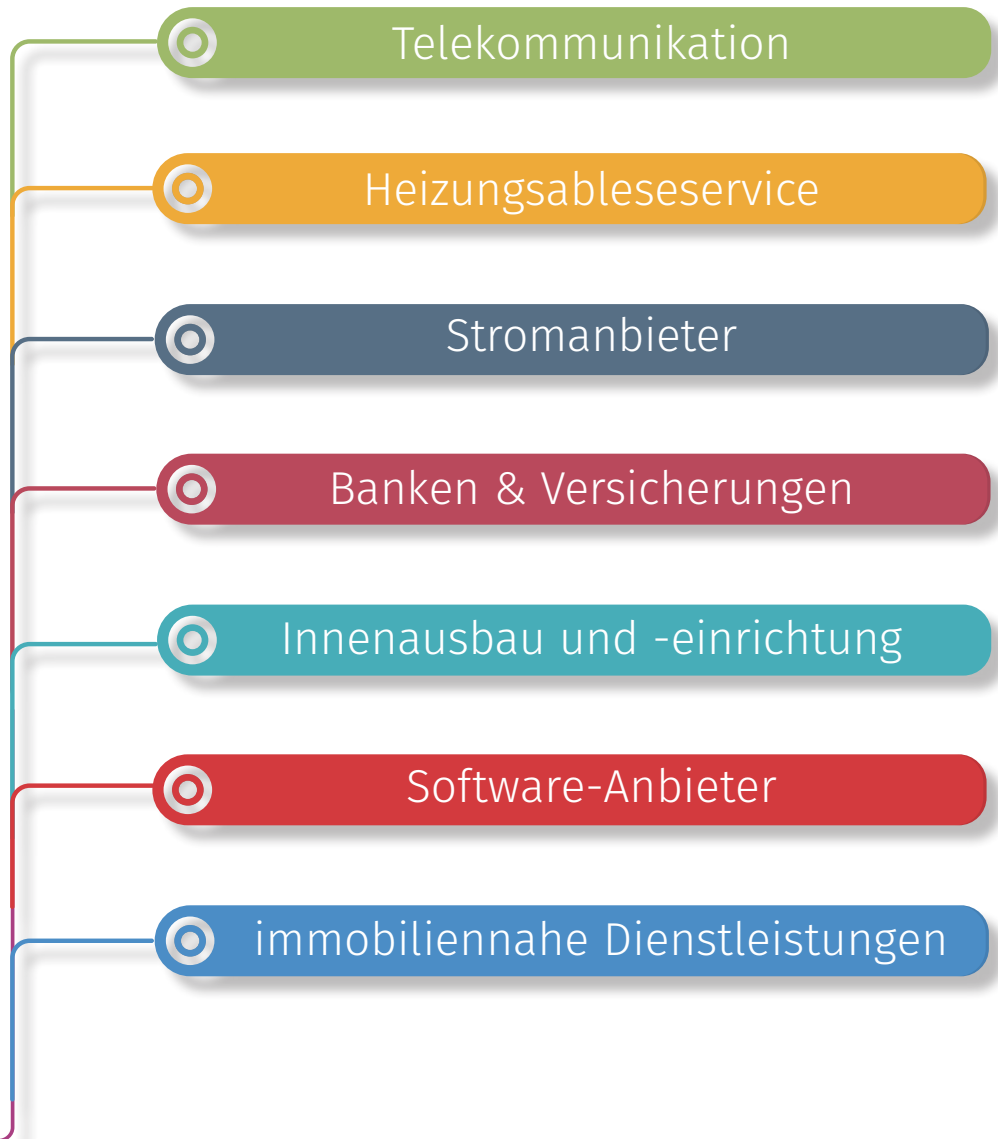 Telekommunikation
Heizungsableseservice
Stromanbieter
Banken & Versicherungen
Innenausbau und -einrichtung
Software-Anbieter
immobiliennahe Dienstleistungen